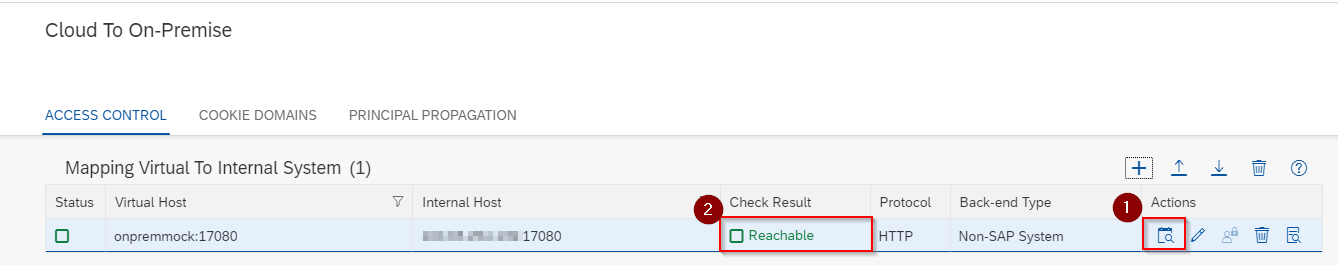 Cloud To On-Premise
ACCESS CONTROL COOKIE DOMAINS PRINCIPAL PROPAGATION
Mapping Virtual To Internal System (1)
Status Virtual Host Internal Host 2 Check Result Protocol Back-end Type 1 Actions
onpremmock:17080 :17080 Reachable HTTP Non-SAP System